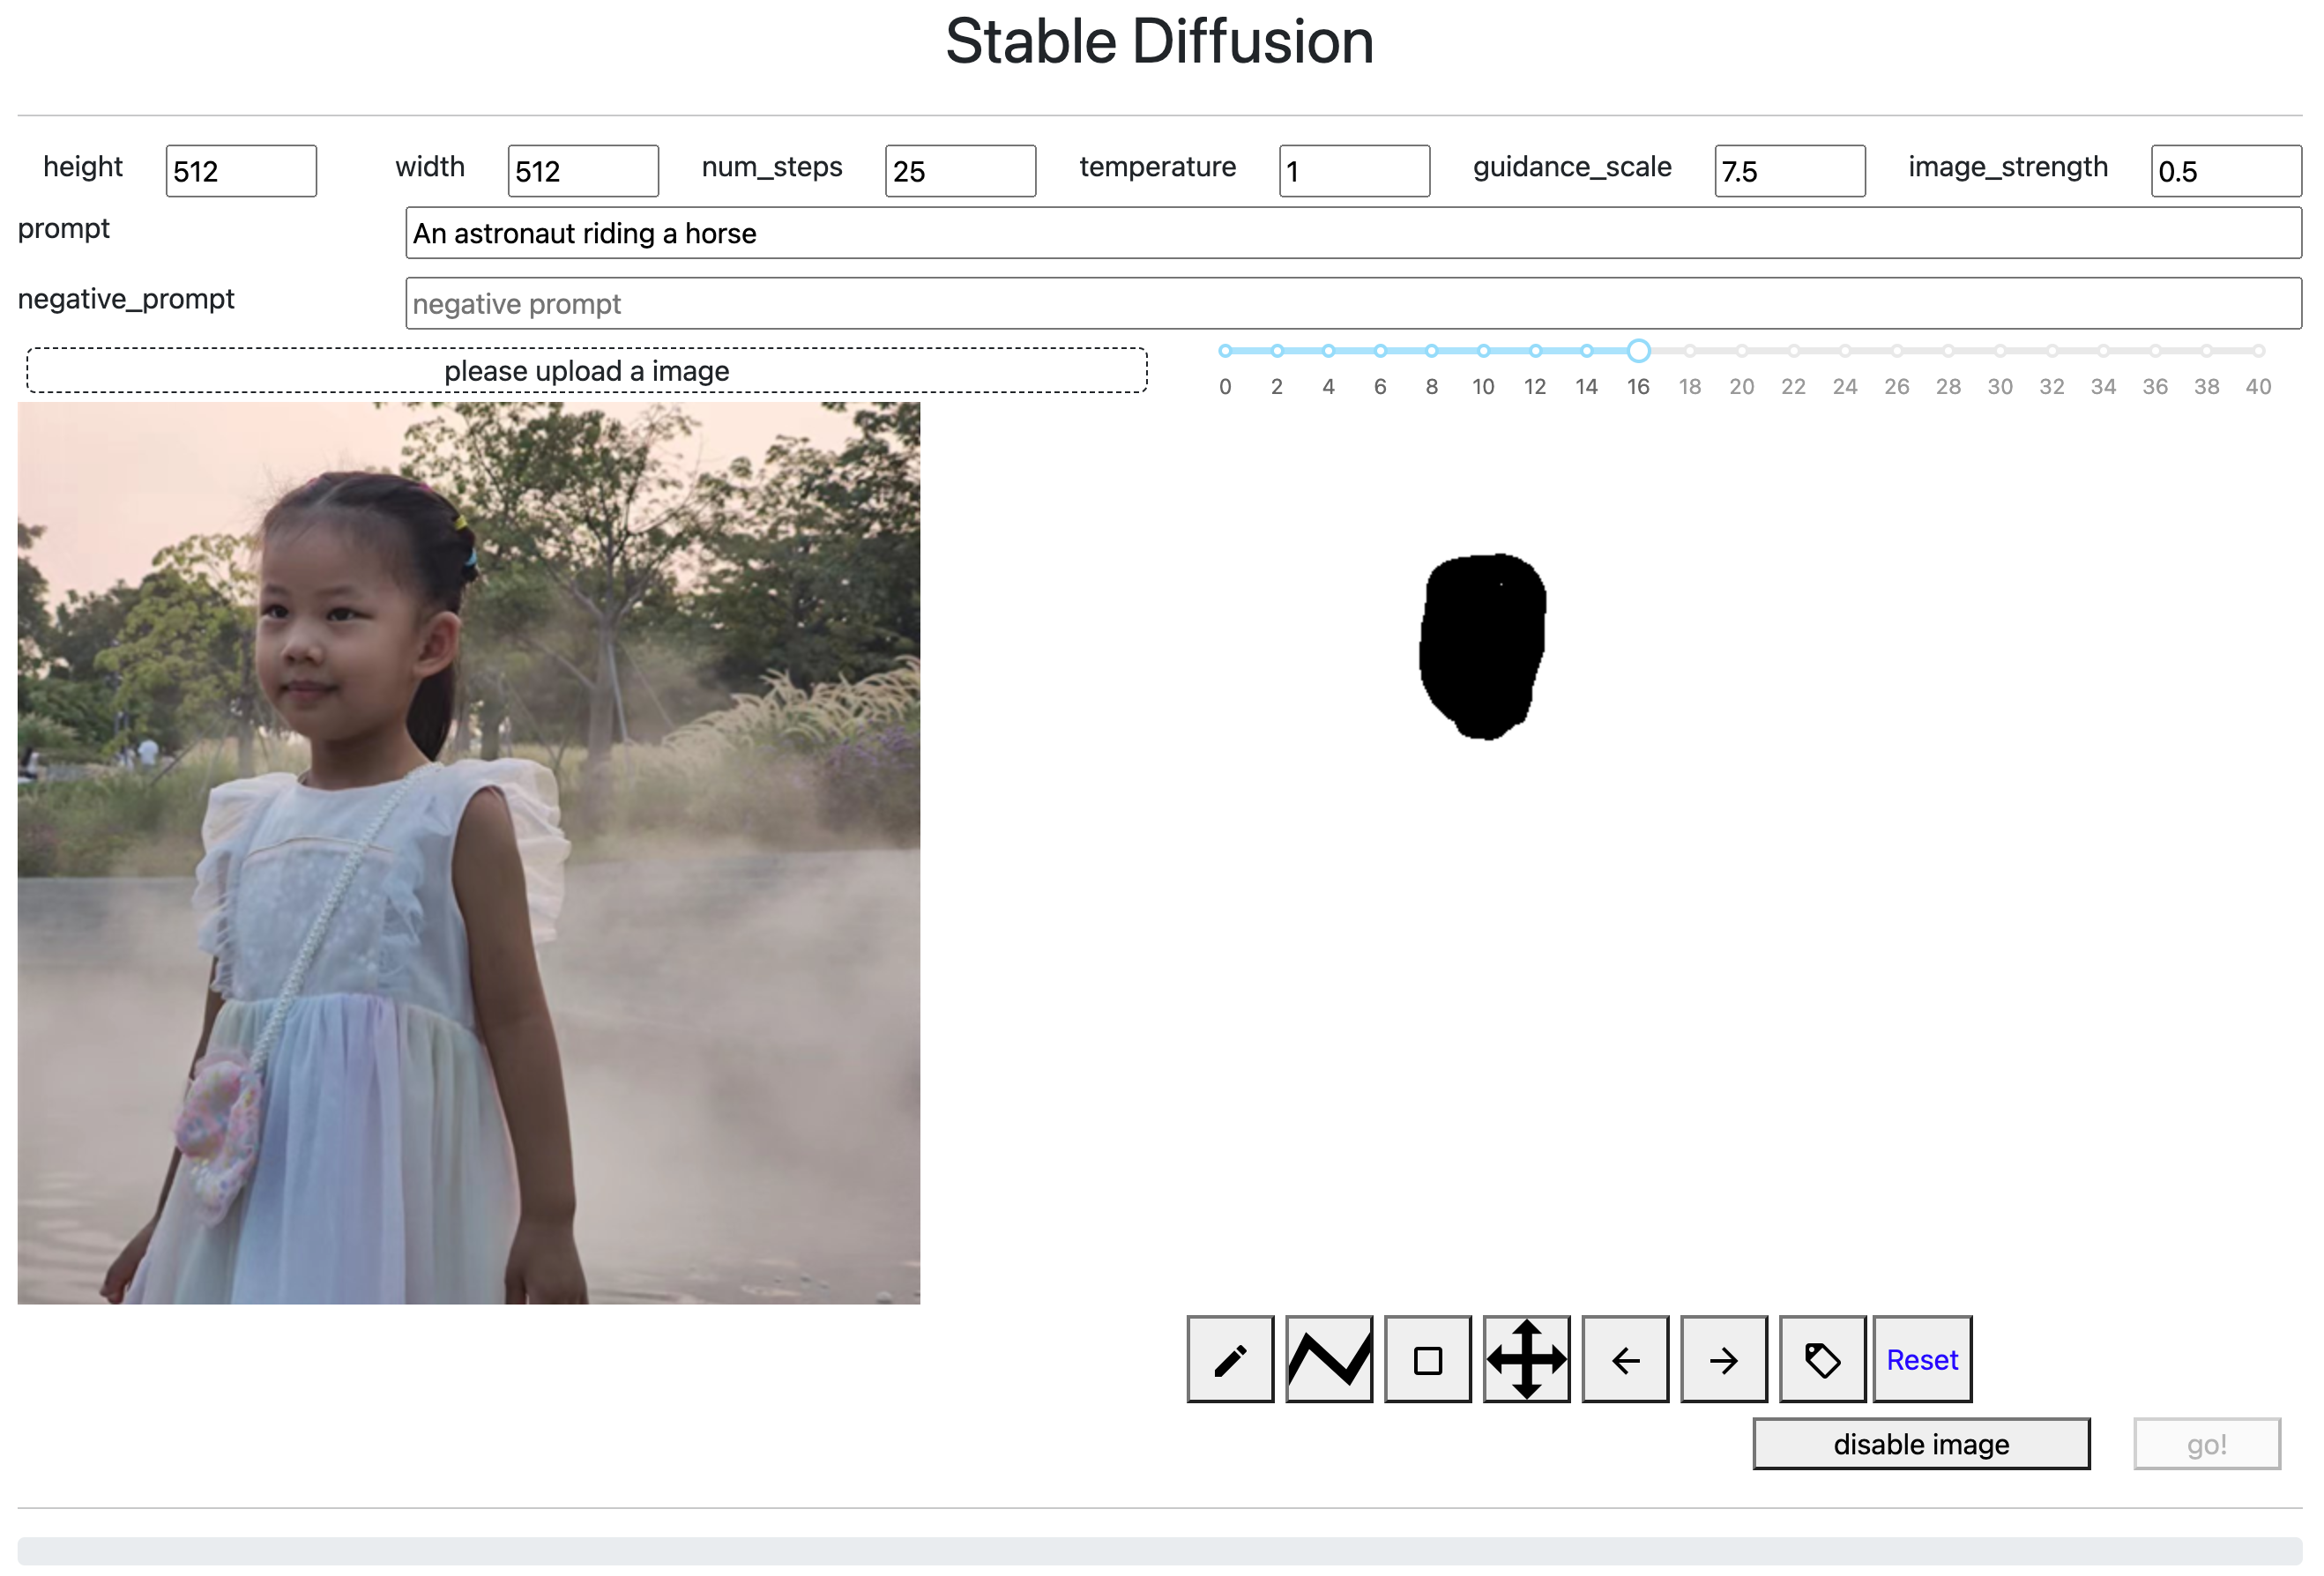 Stable Diffusion
height 512 width 512 num_steps 25 temperature 1 guidance_scale 7.5 image_strength 0.5
prompt An astronaut riding a horse
negative_prompt negative prompt
please upload a image
0 2 4 6 8 10 12 14 16 18 20 22 24 26 28 30 32 34 36 38 40
Reset
disable image go!